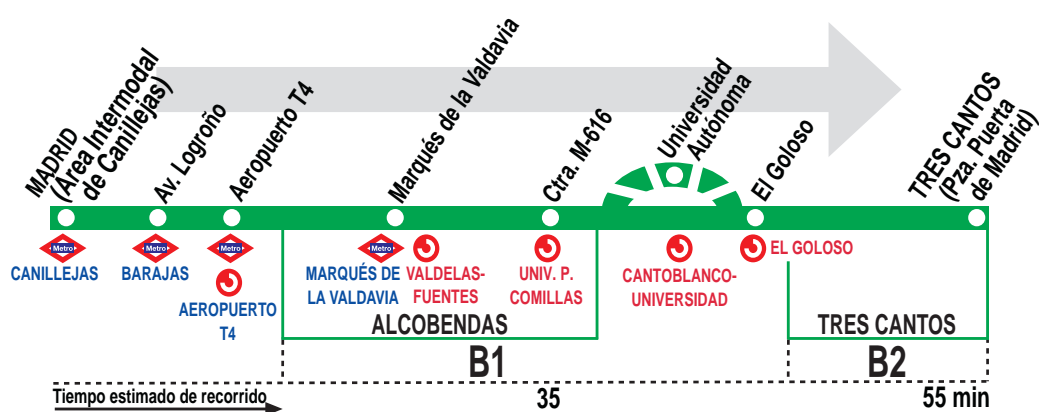 MADRID
(Área Intermodal
de Canillejas)
Av. Logroño
Aeropuerto T4
Marqués de la Valdavia
Ctra. M-616
Universidad
Autónoma
El Goloso
TRES CANTOS
(Pza. Puerta
de Madrid)
Metro
CANILLEJAS
Metro
BARAJAS
Metro
AEROPUERTO
T4
Metro
MARQUÉS DE
LA VALDAVIA
VALDELAS-
FUENTES
UNIV. P.
COMILLAS
CANTOBLANCO-
UNIVERSIDAD
EL GOLOSO
ALCOBENDAS
TRES CANTOS
B1
B2
Tiempo estimado de recorrido
35
55 min